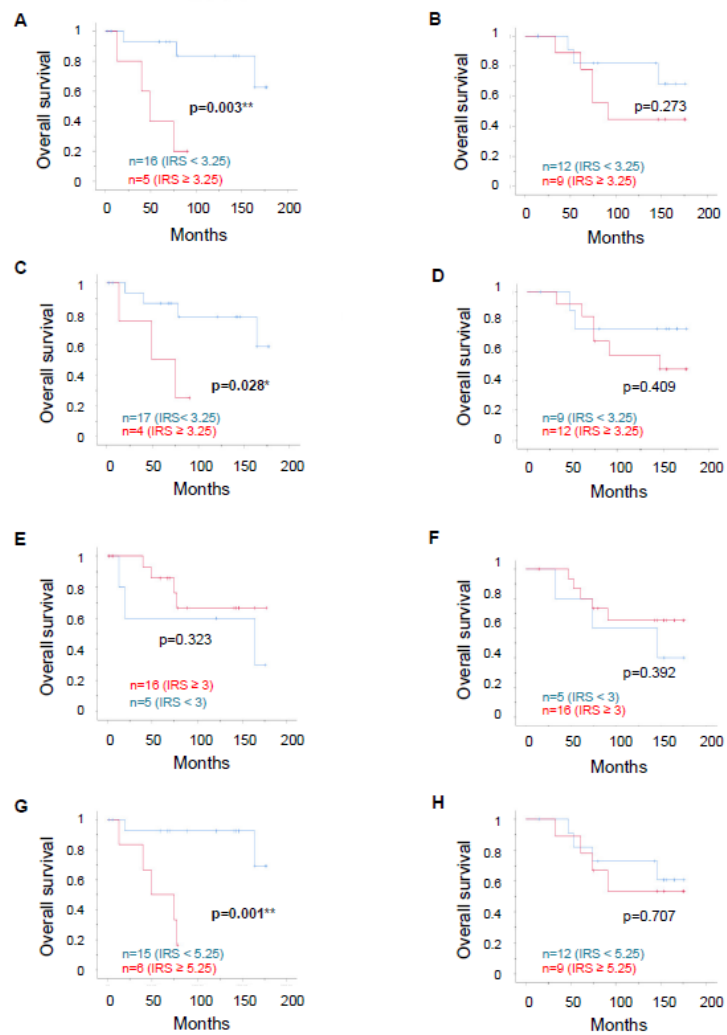 A
Overall survival
1
0.8
0.6
0.4
0.2
0
p=0.003**
n=16 (IRS < 3.25)
n=5 (IRS ≥ 3.25)
0 50 100 150 200
Months
B
Overall survival
1
0.8
0.6
0.4
0.2
0
p=0.273
n=12 (IRS < 3.25)
n=9 (IRS ≥ 3.25)
0 50 100 150 200
Months
C
Overall survival
1
0.8
0.6
0.4
0.2
0
p=0.028*
n=17 (IRS< 3.25)
n=4 (IRS ≥ 3.25)
0 50 100 150 200
Months
D
Overall survival
1
0.8
0.6
0.4
0.2
0
p=0.409
n=9 (IRS < 3.25)
n=12 (IRS ≥ 3.25)
0 50 100 150 200
Months
E
Overall survival
1
0.8
0.6
0.4
0.2
0
p=0.323
n=16 (IRS ≥ 3)
n=5 (IRS < 3)
0 50 100 150 200
Months
F
Overall survival
1
0.8
0.6
0.4
0.2
0
p=0.392
n=5 (IRS < 3)
n=16 (IRS ≥ 3)
0 50 100 150 200
Months
G
Overall survival
1
0.8
0.6
0.4
0.2
0
p=0.001**
n=15 (IRS < 5.25)
n=6 (IRS ≥ 5.25)
0 50 100 150 200
Months
H
Overall survival
1
0.8
0.6
0.4
0.2
0
p=0.707
n=12 (IRS < 5.25)
n=9 (IRS ≥ 5.25)
0 50 100 150 200
Months